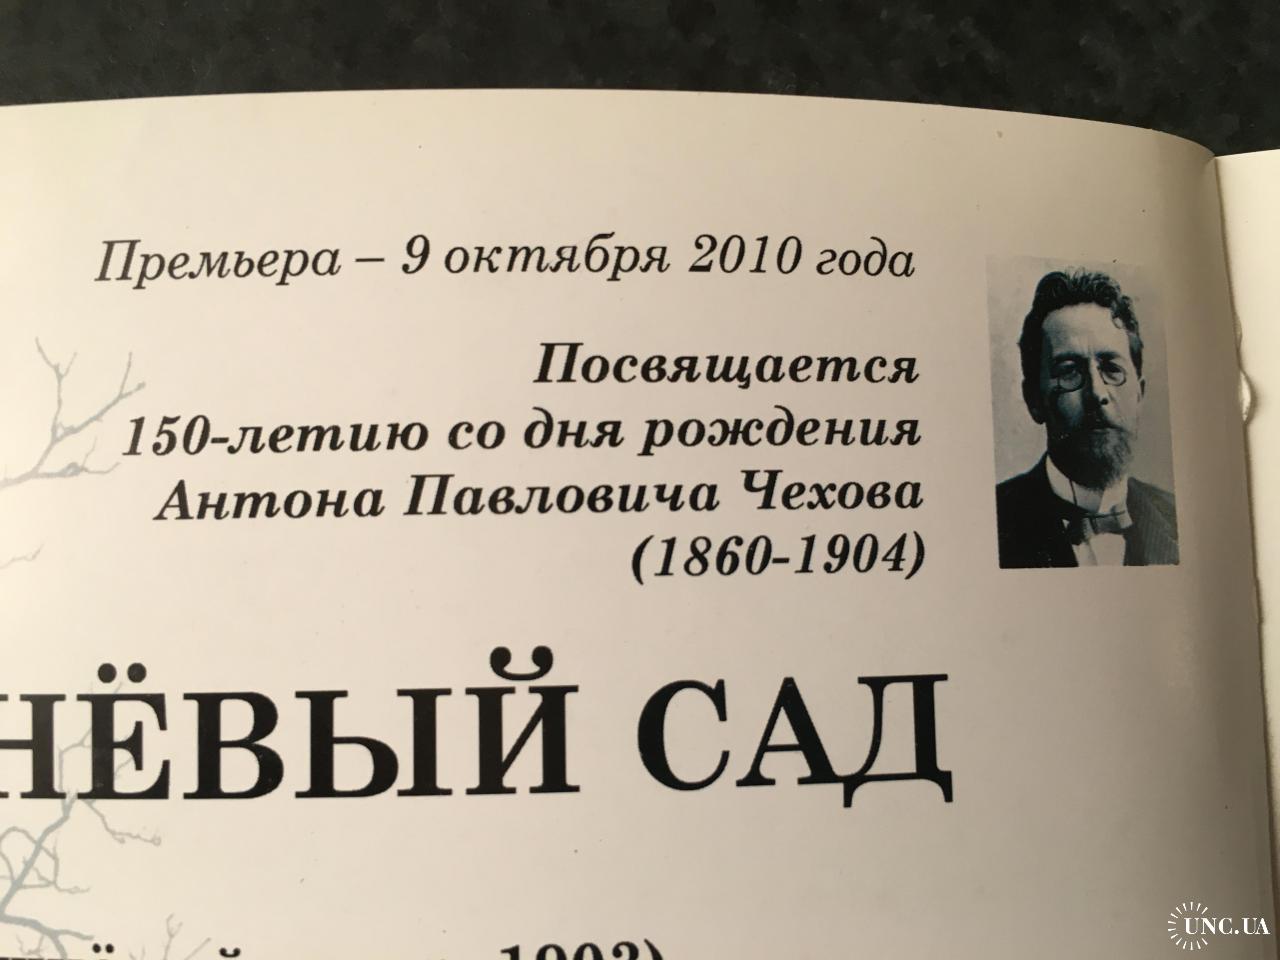 Премьера – 9 октября 2010 года
Посвящается
150-летию со дня рождения
Антона Павловича Чехова
(1860-1904)
НЁВЫЙ САД
1903)
UNC.UA